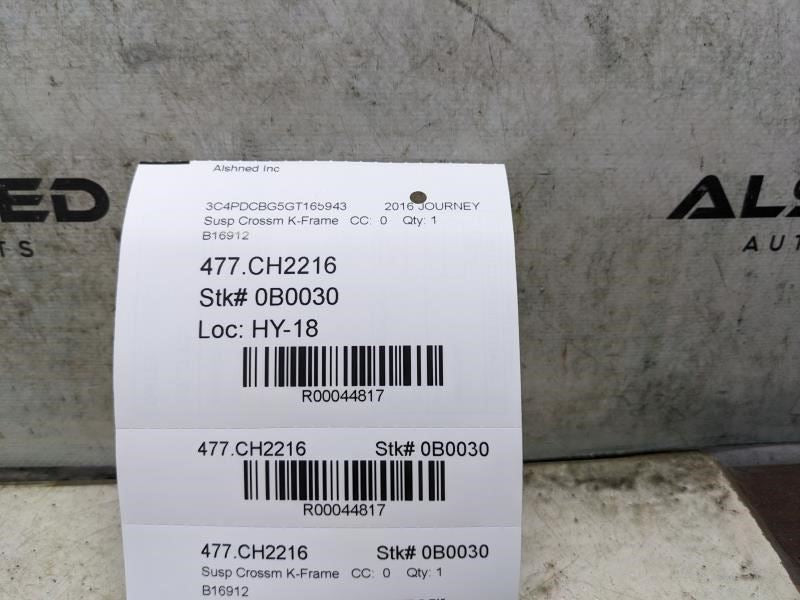 NED
ALS
RTS
AUT
Alshned Inc
3C4PDCBG5GT165943 2016 JOURNEY
Susp Crossm K-Frame CC: 0 Qty: 1
B16912
477.CH2216
Stk# 0B0030
Loc: HY-18
R00044817
477.CH2216 Stk# 0B0030
R00044817
477.CH2216 Stk# 0B0030
Susp Crossm K-Frame CC: 0 Qty: 1
B16912